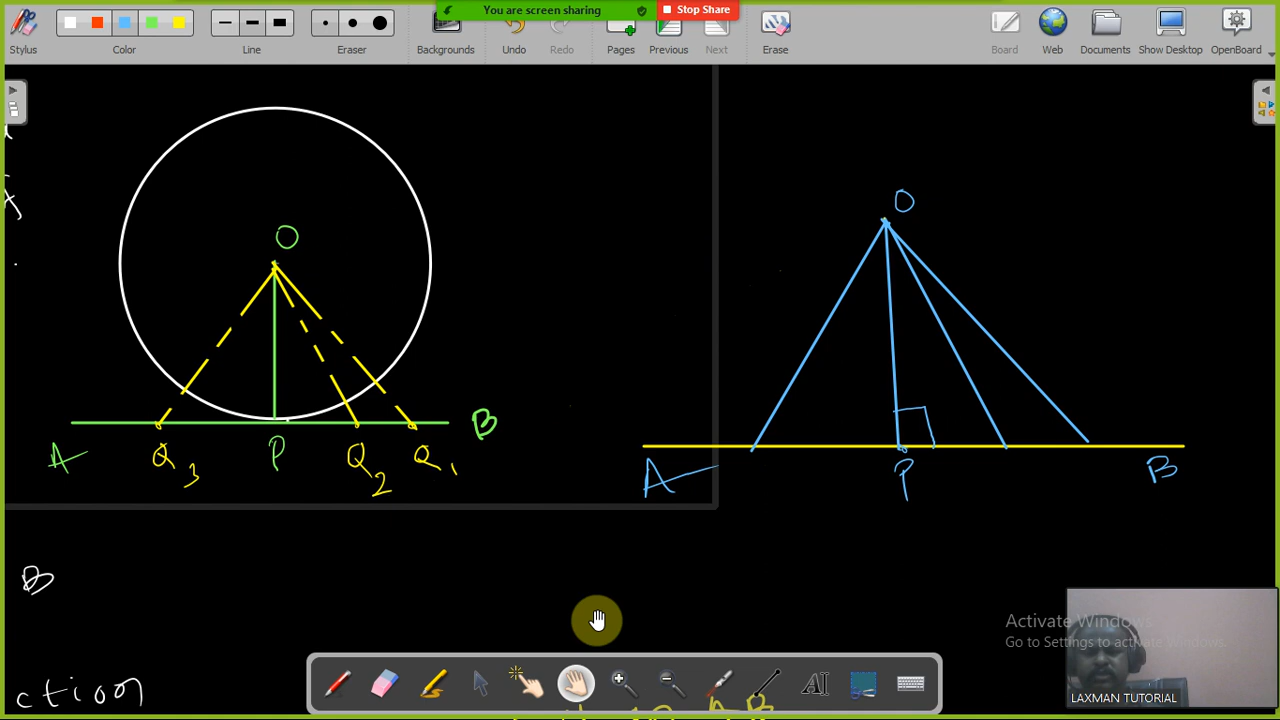 You are screen sharing
Stop Share
Stylus
Color
Line
Eraser
Backgrounds
Undo
Redo
Pages
Previous
Next
Erase
Board
Web
Documents
Show Desktop
OpenBoard
O
A
Q3
P
Q2
Q1
B
O
A
P
B
B
ction
Activate Windows
Go to Settings to activate Windows.
LAXMAN TUTORIAL